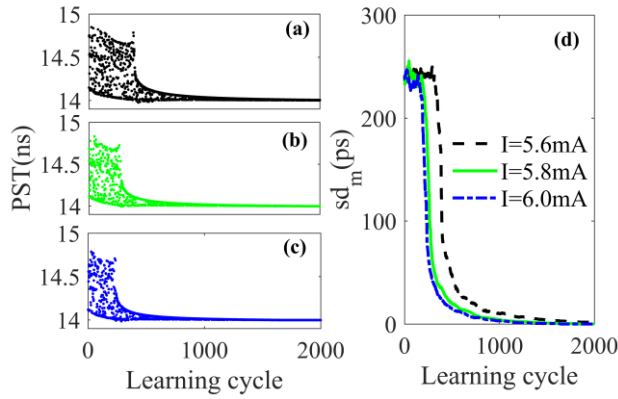 15
14.5
14
(a)
15
14.5
14
(b)
15
14.5
14
(c)
PST(ns)
0 1000 2000
Learning cycle
300
200
100
0
(d)
sd_m(ps)
I=5.6mA
I=5.8mA
I=6.0mA
0 1000 2000
Learning cycle